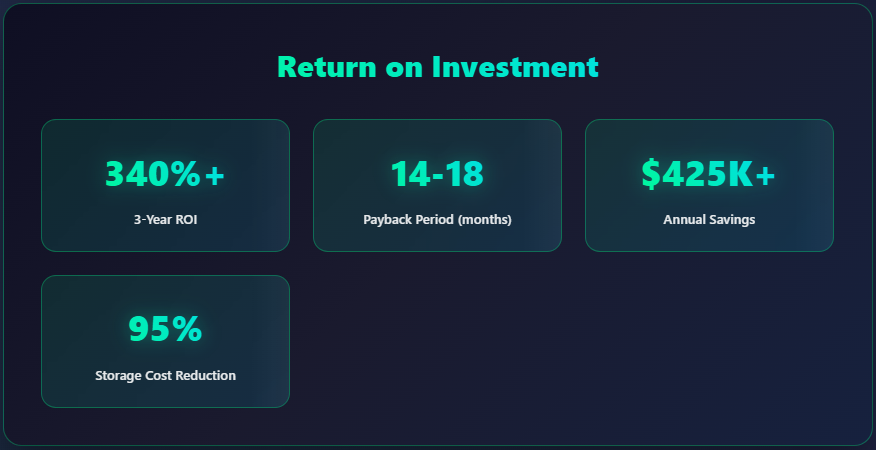 Return on Investment
340%+
3-Year ROI
14-18
Payback Period (months)
$425K+
Annual Savings
95%
Storage Cost Reduction